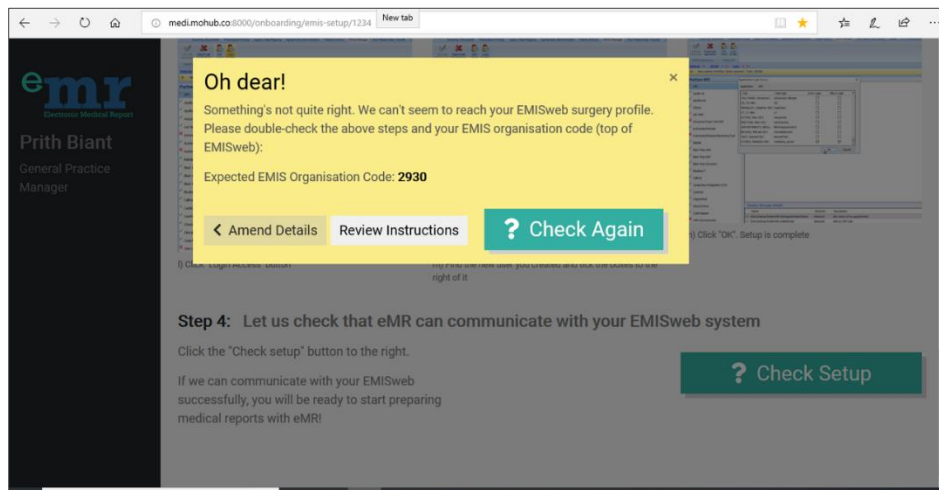 New tab
medi.mohub.co:8000/onboarding/emis-setup/1234
emr
Electronic Medical Report
Prith Biant
General Practice
Manager
Oh dear!
×
Something's not quite right. We can't seem to reach your EMISweb surgery profile.
Please double-check the above steps and your EMIS organisation code (top of
EMISweb):
Expected EMIS Organisation Code: 2930
Amend Details
Review Instructions
? Check Again
l) Click "Login Access" button
m) Find the new user you created and tick the boxes to the
right of it
n) Click "OK". Setup is complete
Step 4: Let us check that eMR can communicate with your EMISweb system
Click the "Check setup" button to the right.
If we can communicate with your EMISweb
successfully, you will be ready to start preparing
medical reports with eMR!
? Check Setup